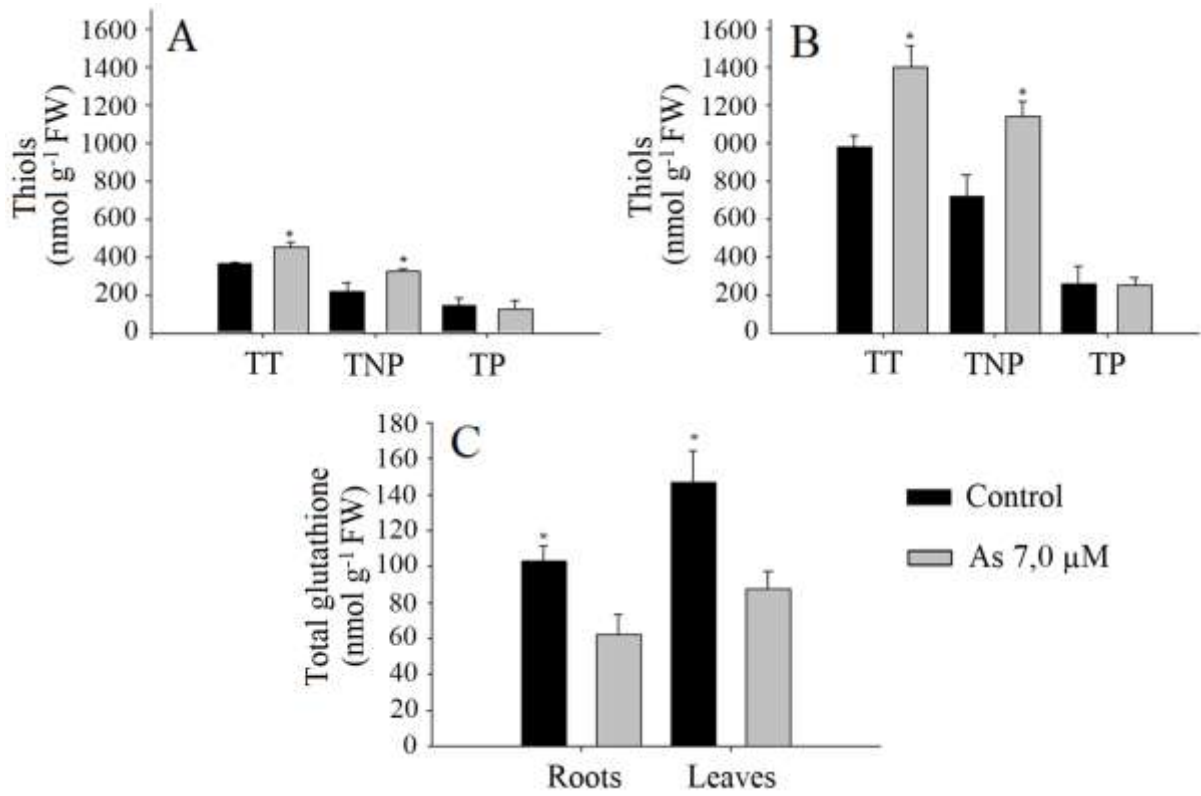 A
1600
1400
1200
1000
800
600
400
200
0
Thiols
(nmol g⁻¹ FW)
*
*
TT TNP TP
B
1600
1400
1200
1000
800
600
400
200
0
Thiols
(nmol g⁻¹ FW)
*
*
TT TNP TP
C
180
160
140
120
100
80
60
40
20
0
Total glutathione
(nmol g⁻¹ FW)
*
*
Roots Leaves
Control
As 7,0 µM